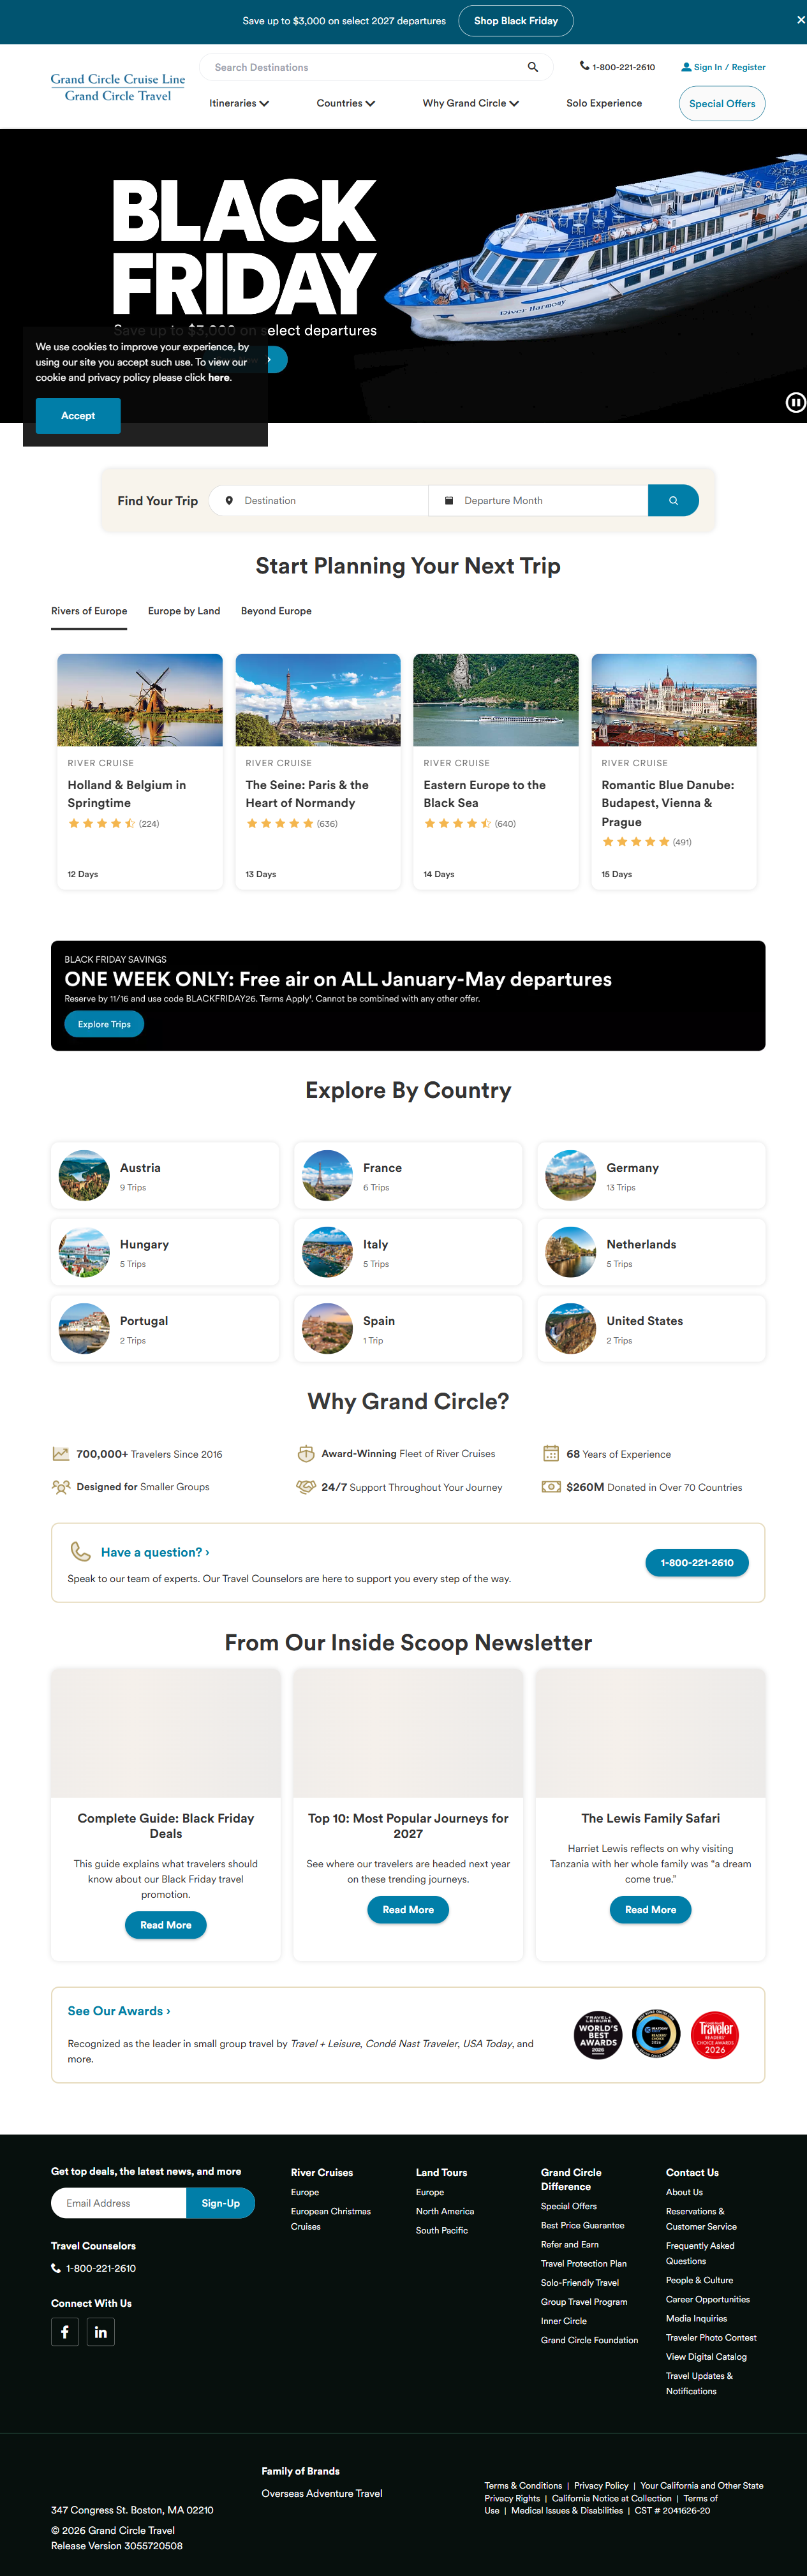 Save up to $3,000 on select 2027 departures
Shop Black Friday
Grand Circle Cruise Line
Grand Circle Travel
Search Destinations
1-800-221-2610
Sign In / Register
Itineraries
Countries
Why Grand Circle
Solo Experience
Special Offers
BLACK
FRIDAY
Save up to $3,000 on select departures
River Harmony
We use cookies to improve your experience, by
using our site you accept such use. To view our
cookie and privacy policy please click here.
Accept
Find Your Trip
Destination
Departure Month
Start Planning Your Next Trip
Rivers of Europe
Europe by Land
Beyond Europe
RIVER CRUISE
Holland & Belgium in
Springtime
(224)
12 Days
RIVER CRUISE
The Seine: Paris & the
Heart of Normandy
(636)
13 Days
RIVER CRUISE
Eastern Europe to the
Black Sea
(640)
14 Days
RIVER CRUISE
Romantic Blue Danube:
Budapest, Vienna &
Prague
(491)
15 Days
BLACK FRIDAY SAVINGS
ONE WEEK ONLY: Free air on ALL January-May departures
Reserve by 11/16 and use code BLACKFRIDAY26. Terms Apply¹. Cannot be combined with any other offer.
Explore Trips
Explore By Country
Austria
9 Trips
France
6 Trips
Germany
13 Trips
Hungary
5 Trips
Italy
5 Trips
Netherlands
5 Trips
Portugal
2 Trips
Spain
1 Trip
United States
2 Trips
Why Grand Circle?
700,000+ Travelers Since 2016
Award-Winning Fleet of River Cruises
68 Years of Experience
Designed for Smaller Groups
24/7 Support Throughout Your Journey
$260M Donated in Over 70 Countries
Have a question? ›
Speak to our team of experts. Our Travel Counselors are here to support you every step of the way.
1-800-221-2610
From Our Inside Scoop Newsletter
Complete Guide: Black Friday
Deals
This guide explains what travelers should
know about our Black Friday travel
promotion.
Read More
Top 10: Most Popular Journeys for
2027
See where our travelers are headed next year
on these trending journeys.
Read More
The Lewis Family Safari
Harriet Lewis reflects on why visiting
Tanzania with her whole family was "a dream
come true."
Read More
See Our Awards ›
Recognized as the leader in small group travel by Travel + Leisure, Condé Nast Traveler, USA Today, and
more.
TRAVEL+
LEISURE
WORLD'S
BEST
AWARDS
2026
USA TODAY
Traveler
READERS'
CHOICE AWARDS
2026
Get top deals, the latest news, and more
Email Address
Sign-Up
Travel Counselors
1-800-221-2610
Connect With Us
River Cruises
Europe
European Christmas
Cruises
Land Tours
Europe
North America
South Pacific
Grand Circle
Difference
Special Offers
Best Price Guarantee
Refer and Earn
Travel Protection Plan
Solo-Friendly Travel
Group Travel Program
Inner Circle
Grand Circle Foundation
Contact Us
About Us
Reservations &
Customer Service
Frequently Asked
Questions
People & Culture
Career Opportunities
Media Inquiries
Traveler Photo Contest
View Digital Catalog
Travel Updates &
Notifications
347 Congress St. Boston, MA 02210
© 2026 Grand Circle Travel
Release Version 3055720508
Family of Brands
Overseas Adventure Travel
Terms & Conditions | Privacy Policy | Your California and Other State
Privacy Rights | California Notice at Collection | Terms of
Use | Medical Issues & Disabilities | CST # 2041626-20